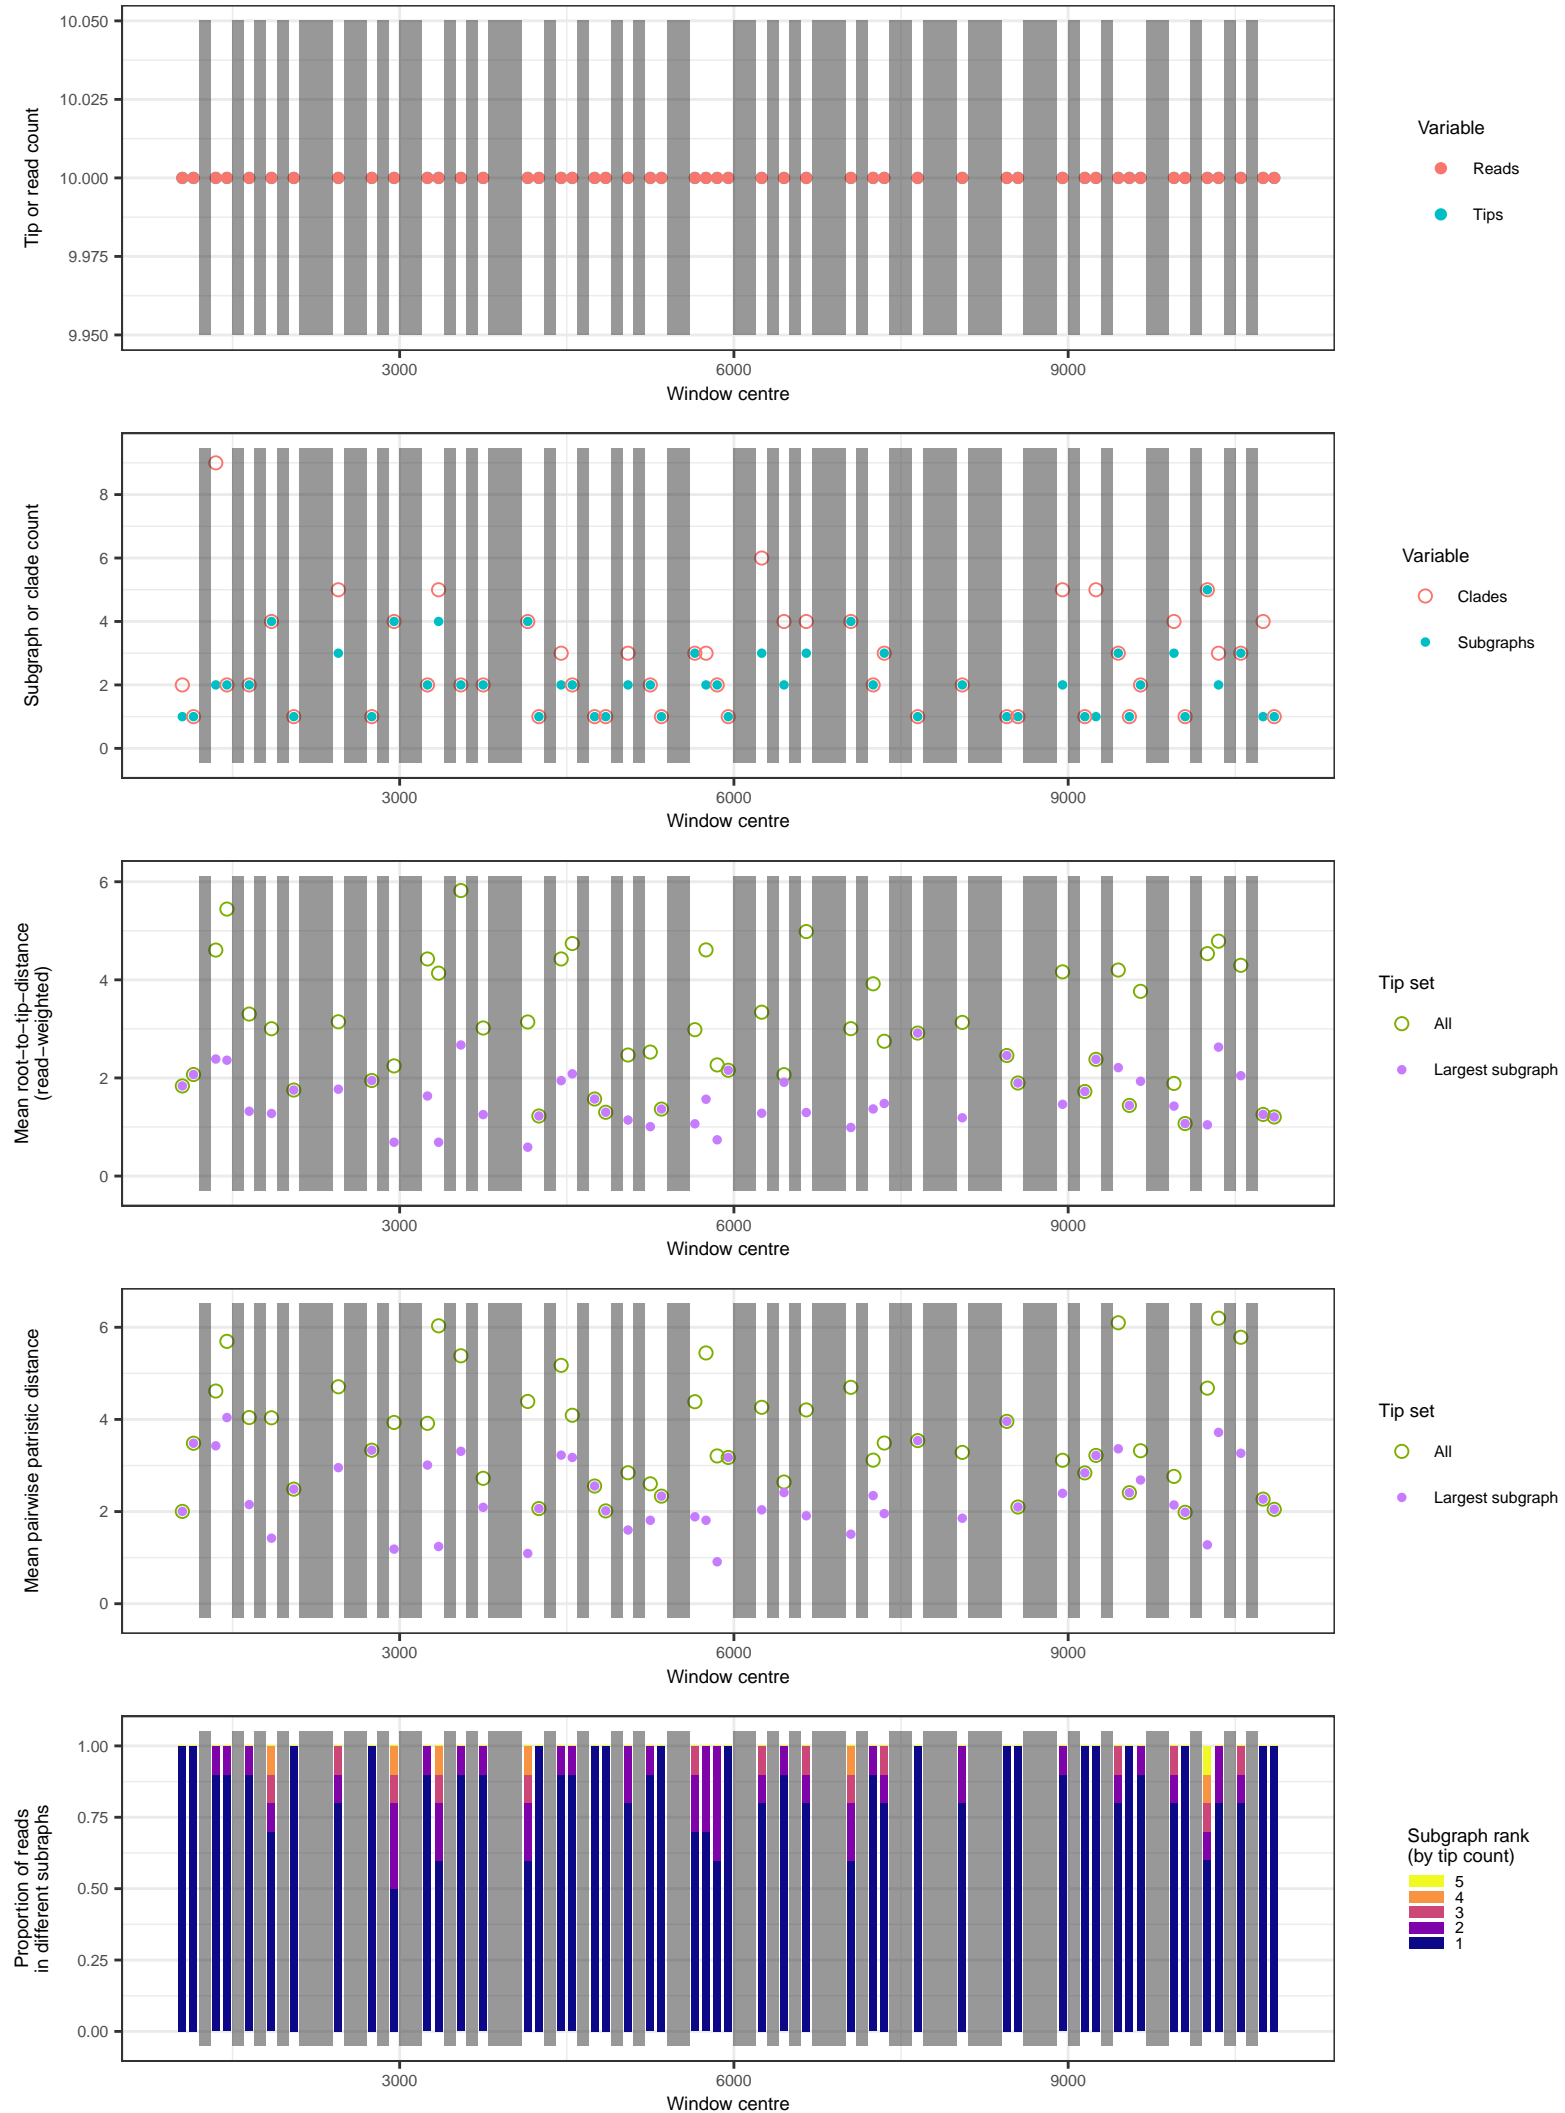 10.050
10.025
10.000
9.975
9.950
Tip or read count
3000
6000
9000
Window centre
Variable
Reads
Tips
8
6
4
2
0
Subgraph or clade count
3000
6000
9000
Window centre
Variable
Clades
Subgraphs
6
4
2
0
Mean root−to−tip−distance
(read−weighted)
3000
6000
9000
Window centre
Tip set
All
Largest subgraph
6
4
2
0
Mean pairwise patristic distance
3000
6000
9000
Window centre
Tip set
All
Largest subgraph
1.00
0.75
0.50
0.25
0.00
Proportion of reads
in different subraphs
3000
6000
9000
Window centre
Subgraph rank
(by tip count)
5
4
3
2
1